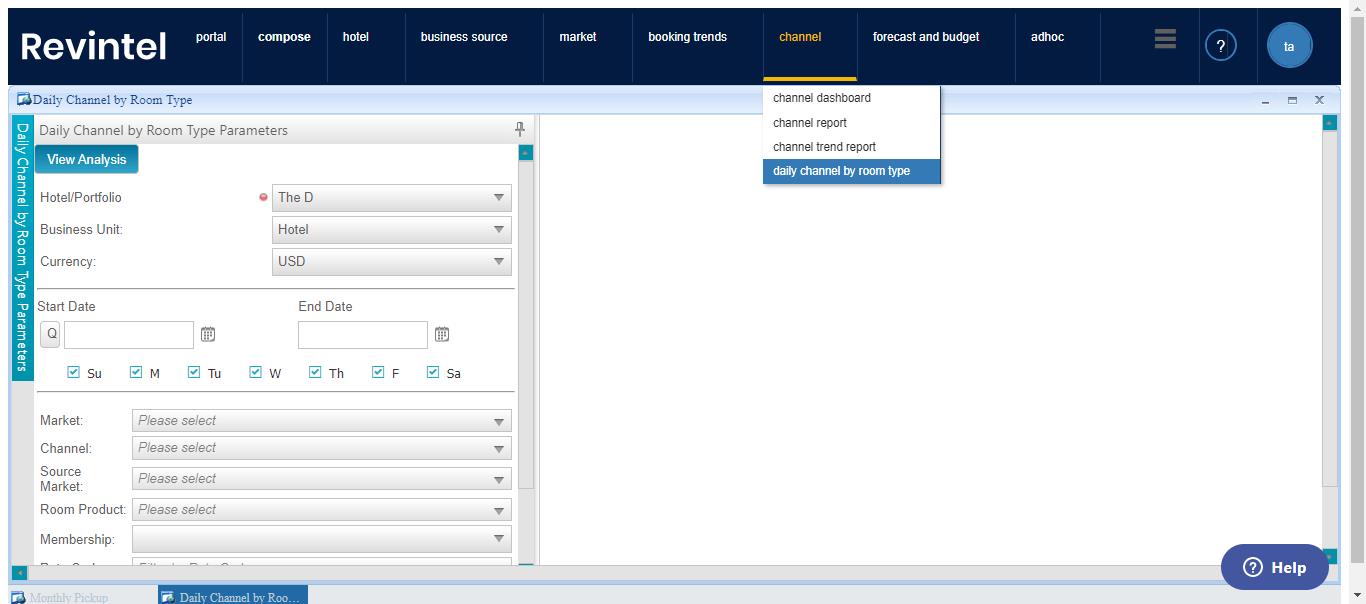 Revintel
portal
compose
hotel
business source
market
booking trends
channel
forecast and budget
adhoc
?
ta
Daily Channel by Room Type
channel dashboard
channel report
channel trend report
daily channel by room type
Daily Channel by Room Type Parameters
Daily Channel by Room Type Parameters
View Analysis
Hotel/Portfolio
The D
Business Unit:
Hotel
Currency:
USD
Start Date
End Date
Q
Su
M
Tu
W
Th
F
Sa
Market:
Please select
Channel:
Please select
Source
Market:
Please select
Room Product:
Please select
Membership:
? Help
Monthly Pickup
Daily Channel by Roo...